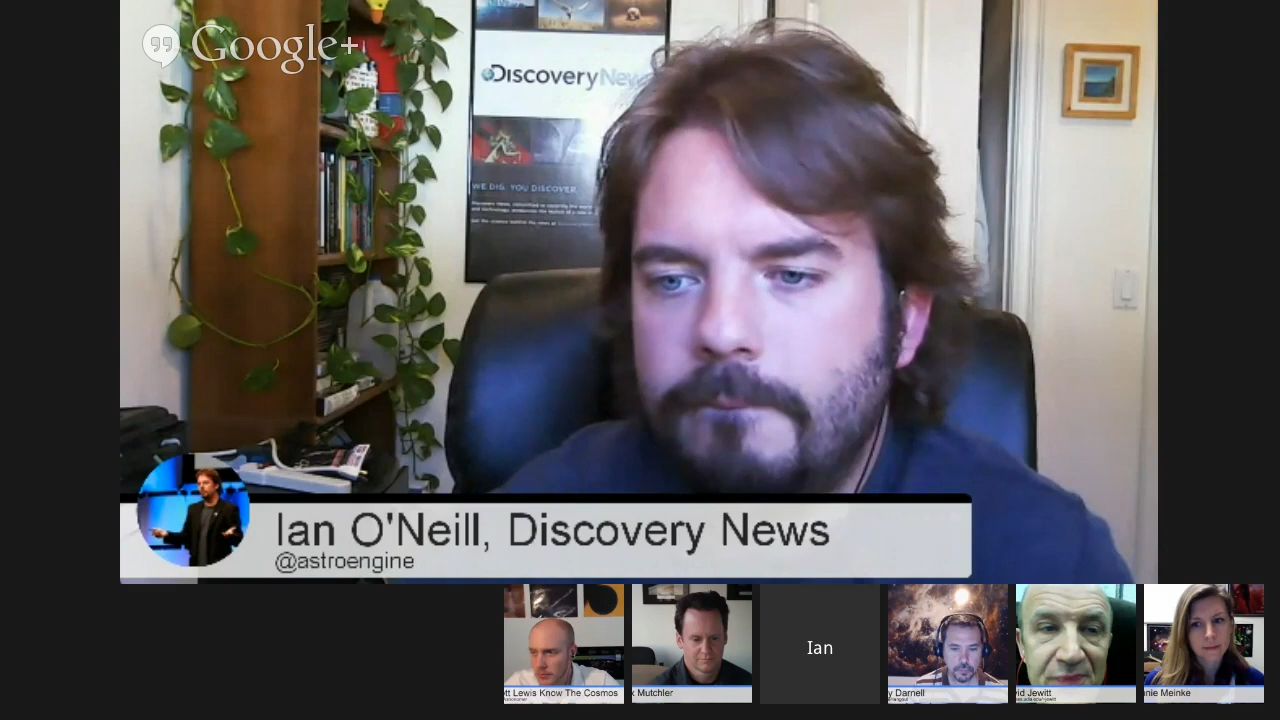 Google+
Discovery News
WE DIG. YOU DISCOVER.
Ian O'Neill, Discovery News
@astroengine
Ian
tt Lewis Know The Cosmos
x Mutchler
y Darnell
vid Jewitt
nie Meinke